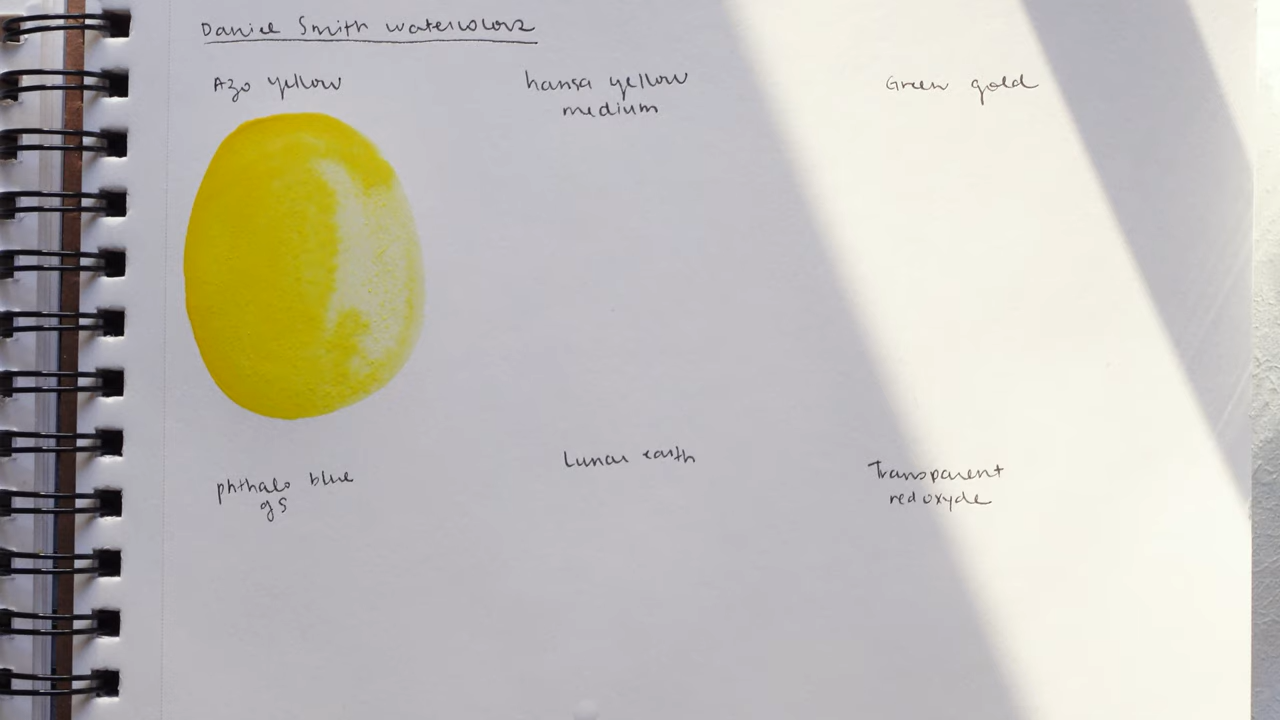 Daniel Smith watercolors
Azo yellow
hansa yellow
medium
Green gold
phthalo blue
gs
Lunar earth
Transparent
red oxyde